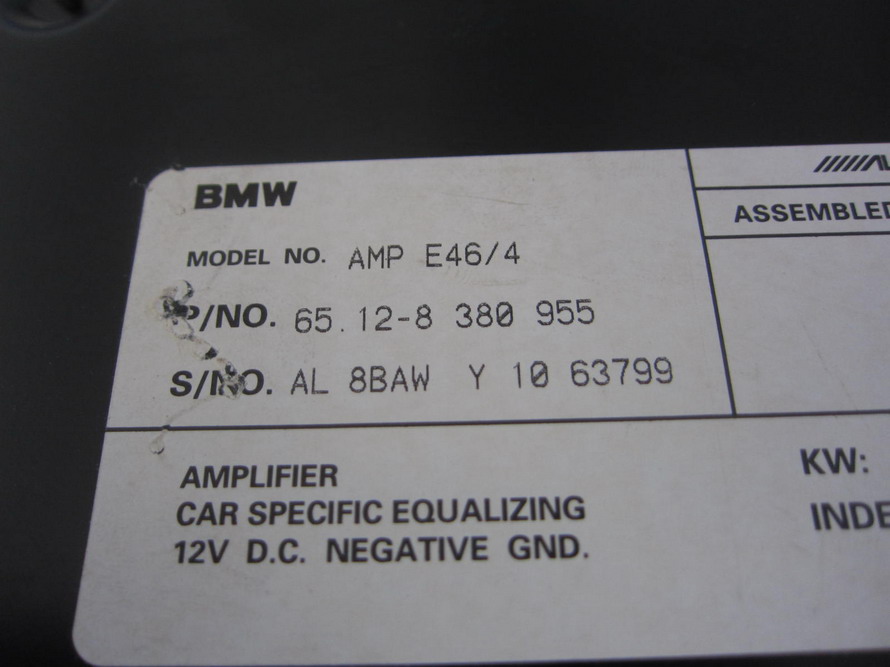 BMW
MODEL NO. AMP E46/4
P/NO. 65.12-8 380 955
S/NO. AL 8BAW Y 10 63799
ASSEMBLED
AMPLIFIER
CAR SPECIFIC EQUALIZING
12V D.C. NEGATIVE GND.
KW:
INDE